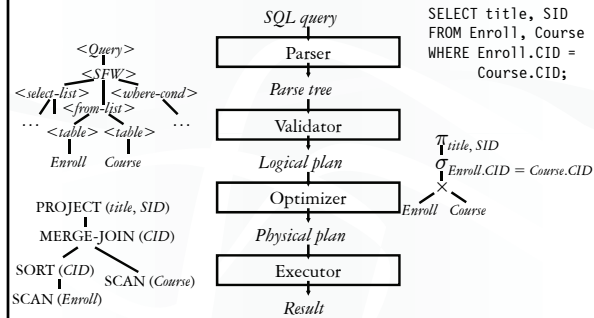 SQL query
Parser
Parse tree
Validator
Logical plan
Optimizer
Physical plan
Executor
Result
SELECT title, SID
FROM Enroll, Course
WHERE Enroll.CID =
Course.CID;
<Query>
<SFW>
<select-list> <where-cond>
<from-list>
… <table> <table> …
Enroll Course
π title, SID
σ Enroll.CID = Course.CID
×
Enroll Course
PROJECT (title, SID)
MERGE-JOIN (CID)
SORT (CID)
SCAN (Course)
SCAN (Enroll)